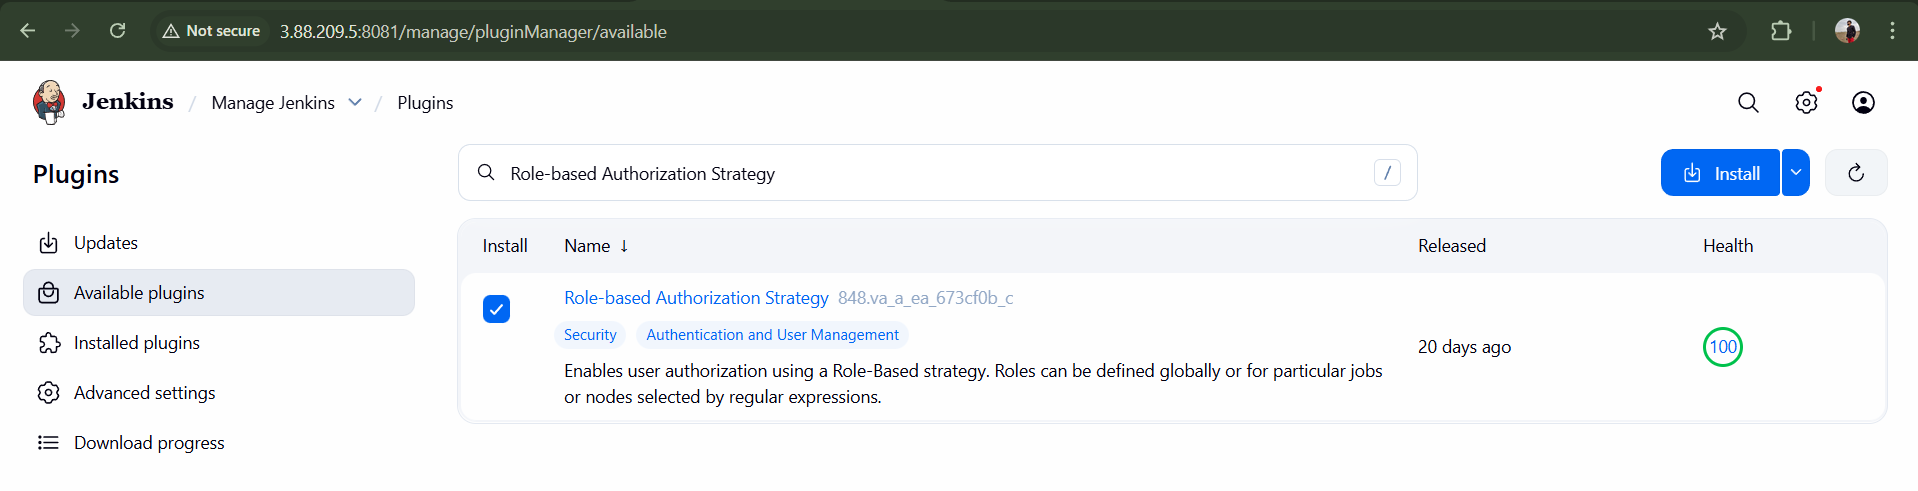 Not secure 3.88.209.5:8081/manage/pluginManager/available
Jenkins / Manage Jenkins / Plugins
Plugins
Role-based Authorization Strategy /
Install
Updates
Available plugins
Installed plugins
Advanced settings
Download progress
Install Name ↓ Released Health
Role-based Authorization Strategy 848.va_a_ea_673cf0b_c
Security Authentication and User Management
Enables user authorization using a Role-Based strategy. Roles can be defined globally or for particular jobs
or nodes selected by regular expressions.
20 days ago
100